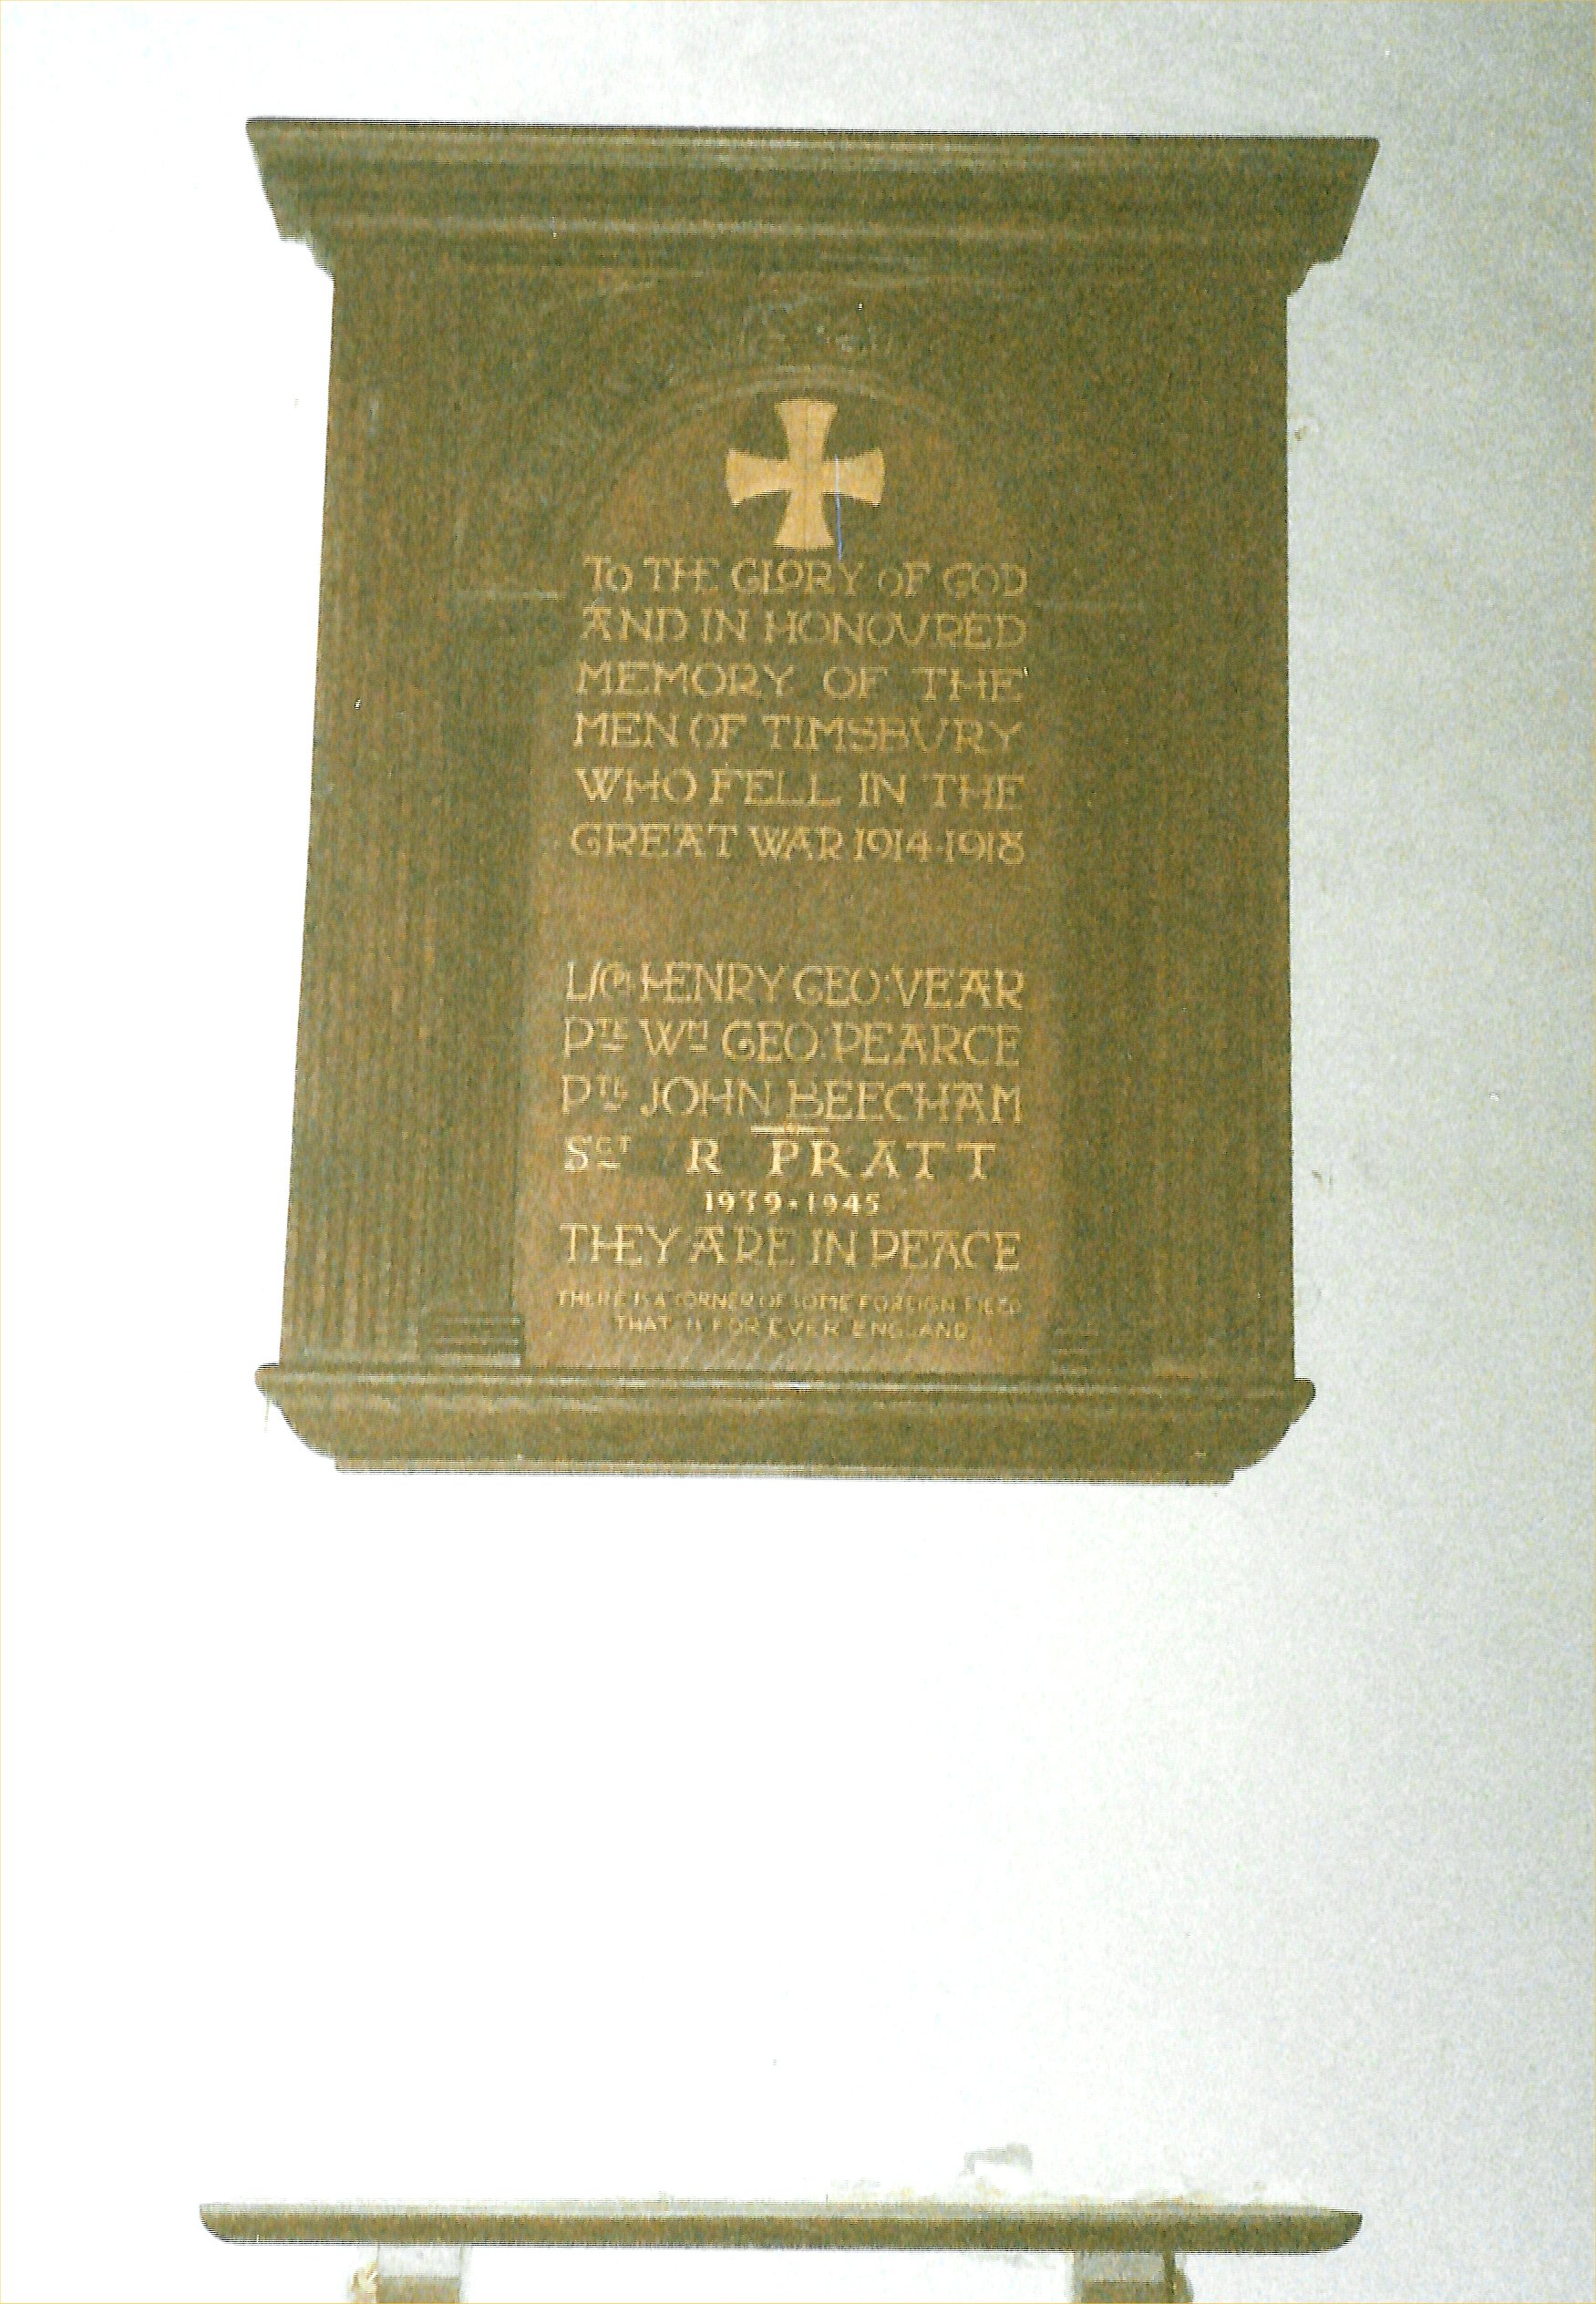 TO THE GLORY OF GOD
AND IN HONOURED
MEMORY OF THE
MEN OF TIMSBURY
WHO FELL IN THE
GREAT WAR 1914-1918
L/CPL HENRY GEO: VEAR
PTE WM GEO: PEARCE
PTE JOHN BEECHAM
SGT R PRATT
1939·1945
THEY ARE IN PEACE
THERE IS A CORNER OF SOME FOREIGN FIELD
THAT IS FOR EVER ENGLAND